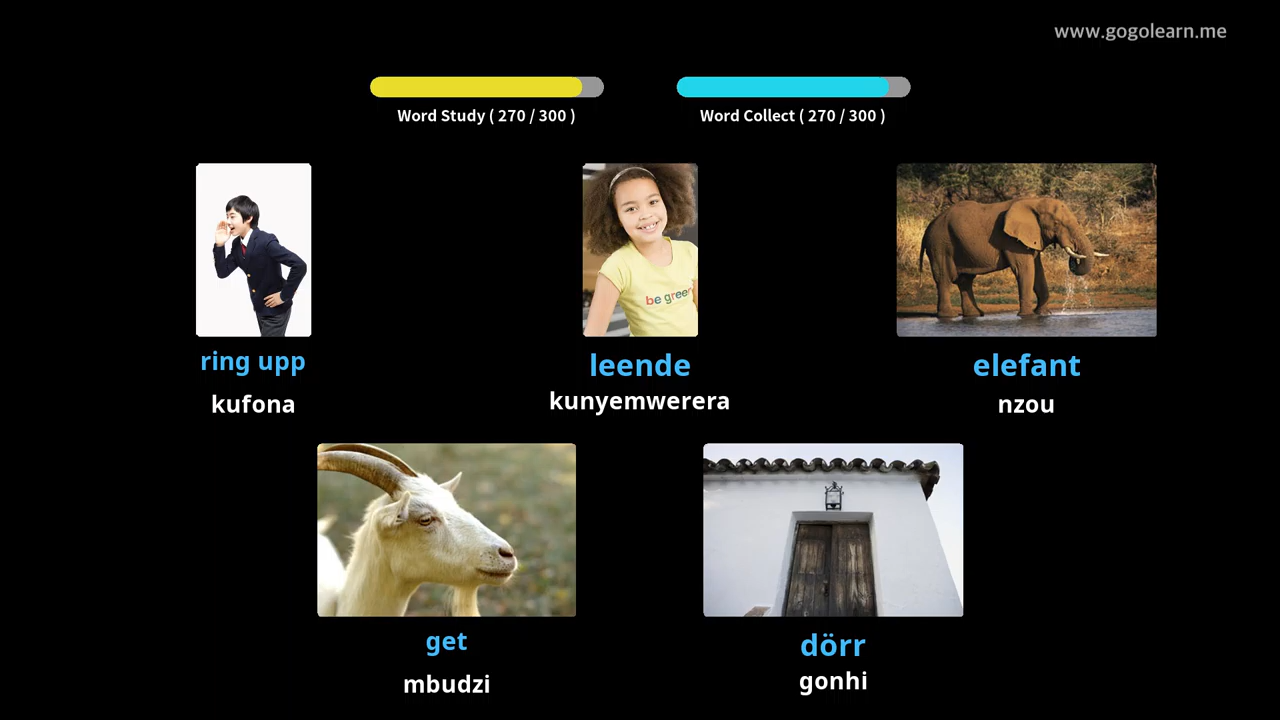 www.gogolearn.me
Word Study ( 270 / 300 )
Word Collect ( 270 / 300 )
be green
ring upp
kufona
leende
kunyemwerera
elefant
nzou
get
mbudzi
dörr
gonhi